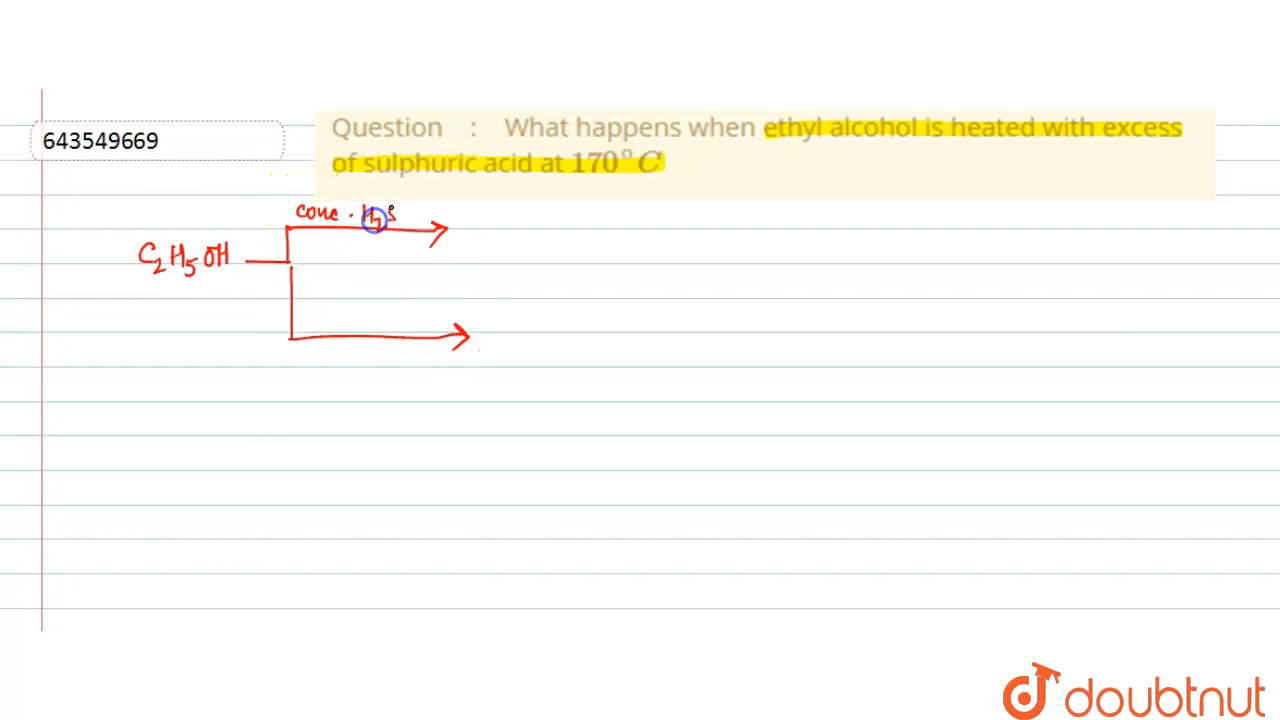 643549669
Question : What happens when ethyl alcohol is heated with excess
of sulphuric acid at 170°C
conc. H₂S
C₂H₅OH
doubtnut